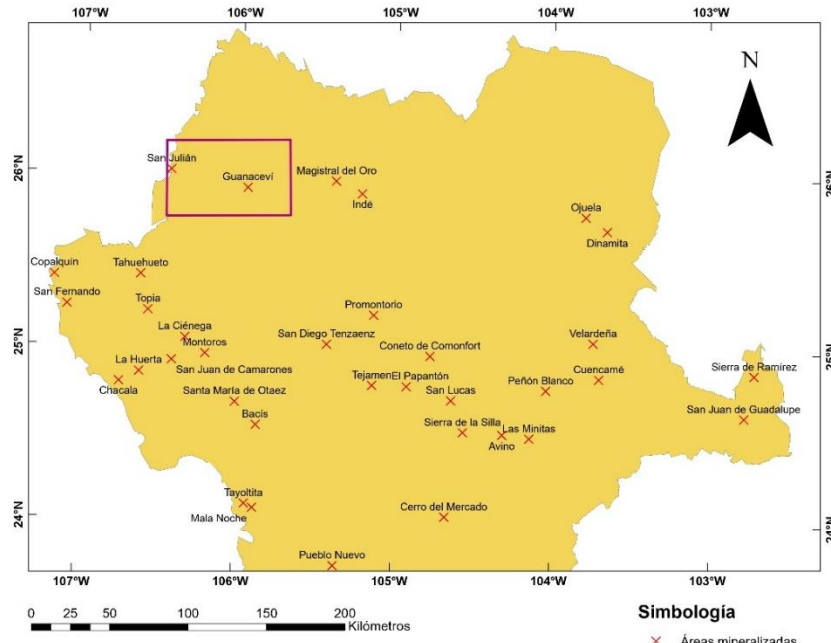 107°W 106°W 105°W 104°W 103°W
N
26°N
26°N
San Julián
Guanaceví
Magistral del Oro
Indé
Ojuela
Dinamita
Copalquín
Tahuehueto
San Fernando
Topia
Promontorio
La Ciénega
San Diego Tenzaenz
Velardeña
25°N
25°N
Montoros
Coneto de Comonfort
La Huerta
San Juan de Camarones
Sierra de Ramírez
Chacala
Tejamen
El Papantón
Cuencamé
Santa María de Otaez
San Lucas
Peñón Blanco
Bacís
San Juan de Guadalupe
Sierra de la Silla
Las Minitas
Avino
Tayoltita
24°N
24°N
Mala Noche
Cerro del Mercado
Pueblo Nuevo
107°W 106°W 105°W 104°W 103°W
0 25 50 100 150 200
Kilómetros
Simbología
Áreas mineralizadas